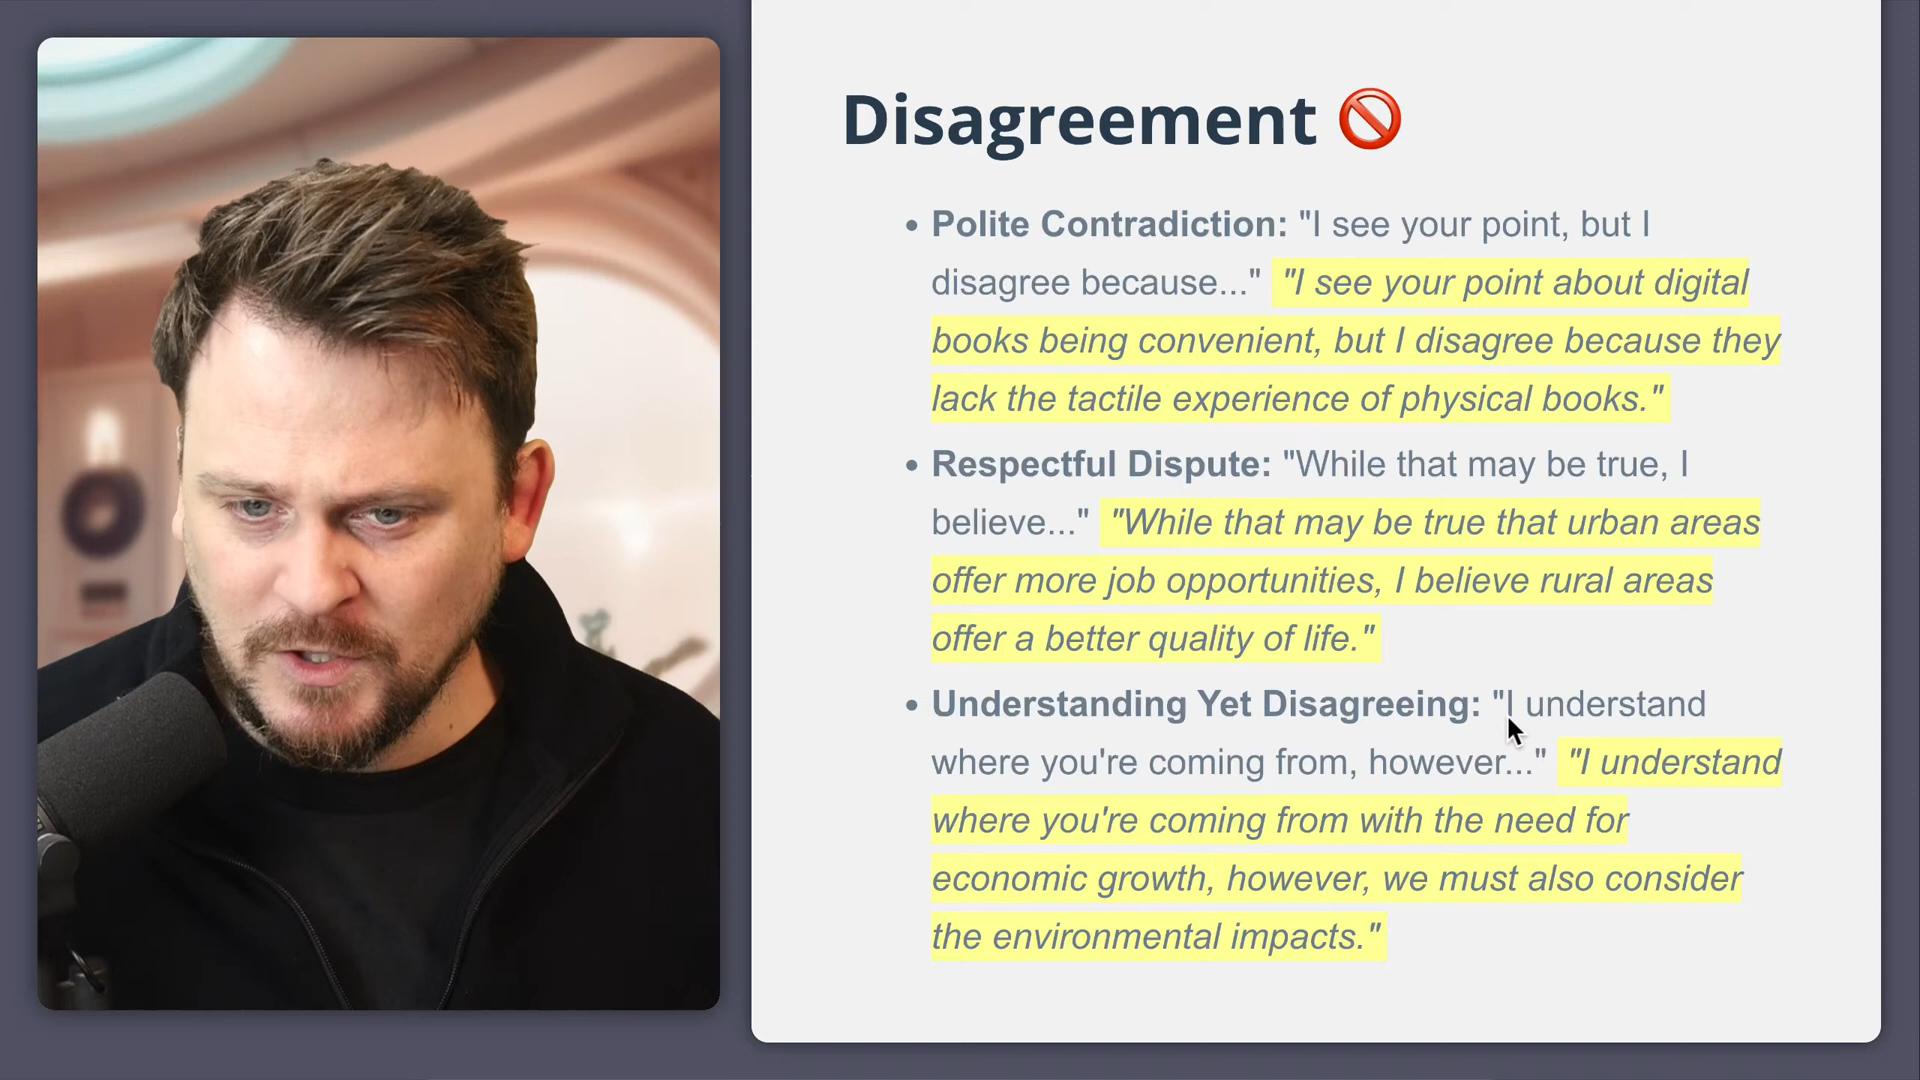 Disagreement 🚫
• Polite Contradiction: "I see your point, but I
disagree because..." "I see your point about digital
books being convenient, but I disagree because they
lack the tactile experience of physical books."
• Respectful Dispute: "While that may be true, I
believe..." "While that may be true that urban areas
offer more job opportunities, I believe rural areas
offer a better quality of life."
• Understanding Yet Disagreeing: "I understand
where you're coming from, however..." "I understand
where you're coming from with the need for
economic growth, however, we must also consider
the environmental impacts."